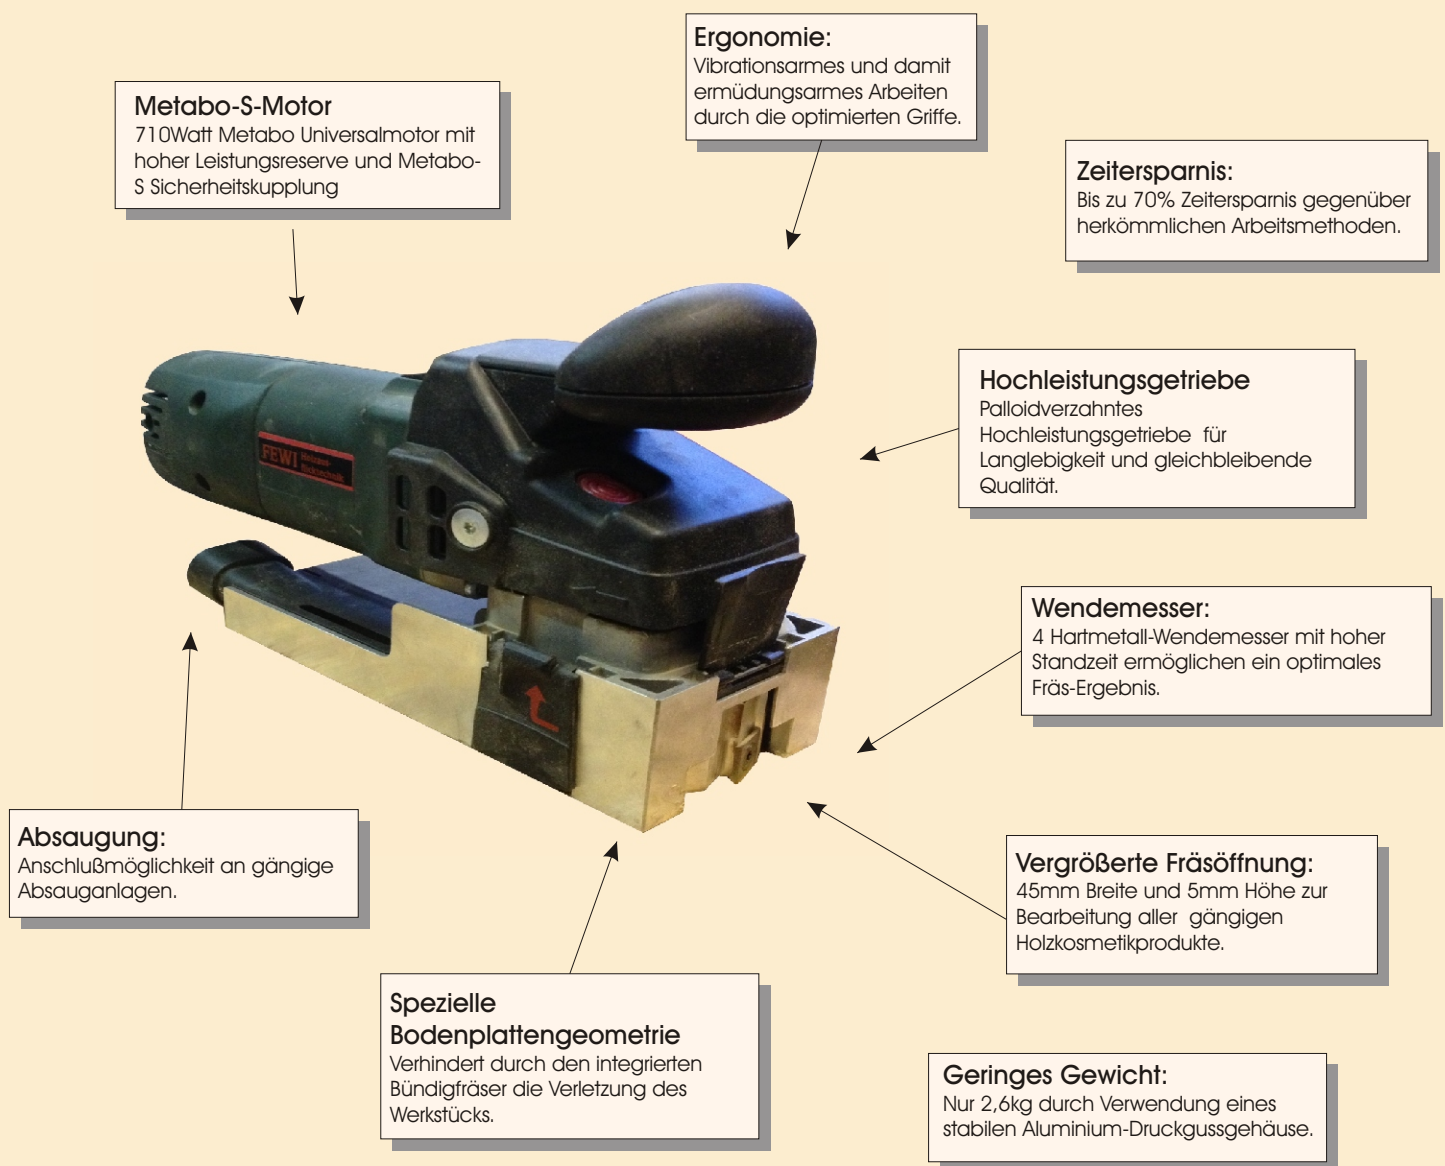 Ergonomie:
Vibrationsarmes und damit
ermüdungsarmes Arbeiten
durch die optimierten Griffe.
Metabo-S-Motor
710Watt Metabo Universalmotor mit
hoher Leistungsreserve und Metabo-
S Sicherheitskupplung
Zeitersparnis:
Bis zu 70% Zeitersparnis gegenüber
herkömmlichen Arbeitsmethoden.
Hochleistungsgetriebe
Palloidverzahntes
Hochleistungsgetriebe für
Langlebigkeit und gleichbleibende
Qualität.
FEWI
Wendemesser:
4 Hartmetall-Wendemesser mit hoher
Standzeit ermöglichen ein optimales
Fräs-Ergebnis.
Absaugung:
Anschlußmöglichkeit an gängige
Absauganlagen.
Vergrößerte Fräsöffnung:
45mm Breite und 5mm Höhe zur
Bearbeitung aller gängigen
Holzkosmetikprodukte.
Spezielle
Bodenplattengeometrie
Verhindert durch den integrierten
Bündigfräser die Verletzung des
Werkstücks.
Geringes Gewicht:
Nur 2,6kg durch Verwendung eines
stabilen Aluminium-Druckgussgehäuse.